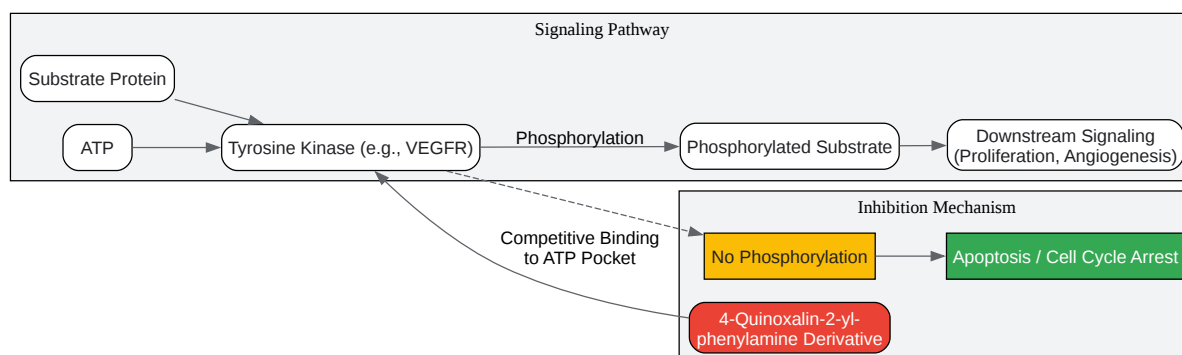 Signaling Pathway
Substrate Protein
ATP
Tyrosine Kinase (e.g., VEGFR)
Phosphorylation
Phosphorylated Substrate
Downstream Signaling
(Proliferation, Angiogenesis)
Inhibition Mechanism
Competitive Binding
to ATP Pocket
No Phosphorylation
Apoptosis / Cell Cycle Arrest
4-Quinoxalin-2-yl-
phenylamine Derivative